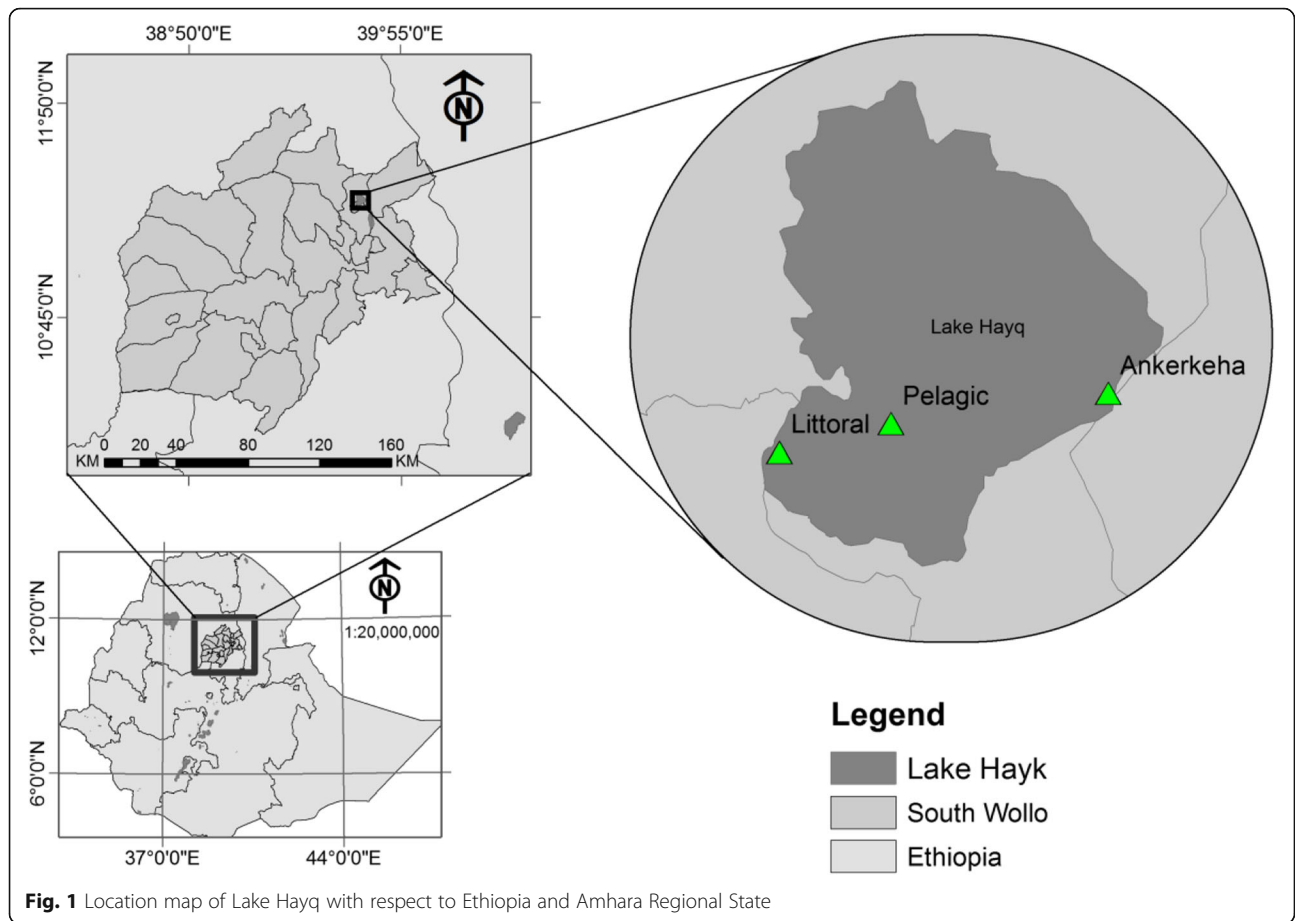 38°50'0"E
39°55'0"E
11°50'0"N
10°45'0"N
N
0 20 40 80 120 160
KM KM
Lake Hayq
Ankerkeha
Pelagic
Littoral
12°0'0"N
6°0'0"N
N
1:20,000,000
37°0'0"E
44°0'0"E
Legend
Lake Hayk
South Wollo
Ethiopia
Fig. 1 Location map of Lake Hayq with respect to Ethiopia and Amhara Regional State